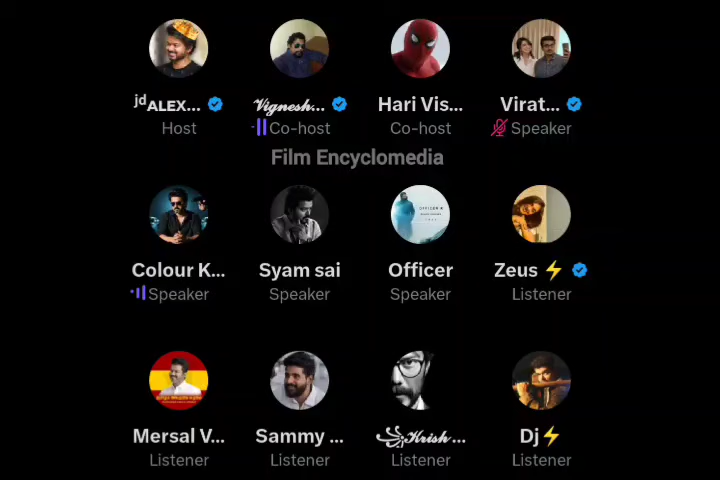 jdALEX... Vignesh... Hari Vis... Virat...
Host Co-host Co-host Speaker
Film Encyclomedia
Colour K... Syam sai Officer Zeus ⚡
Speaker Speaker Speaker Listener
Mersal V... Sammy ... ꧁Krish... Dj⚡
Listener Listener Listener Listener